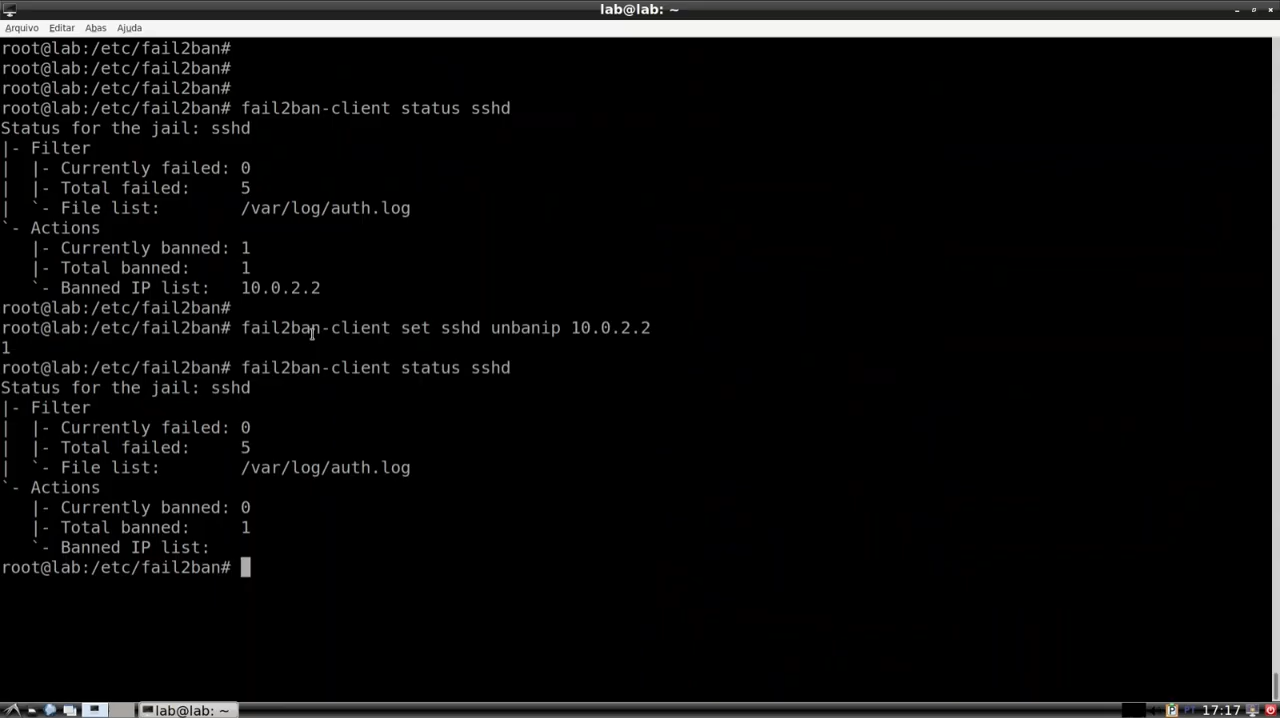 lab@lab: ~
Arquivo Editar Abas Ajuda
root@lab:/etc/fail2ban#
root@lab:/etc/fail2ban#
root@lab:/etc/fail2ban#
root@lab:/etc/fail2ban# fail2ban-client status sshd
Status for the jail: sshd
|- Filter
|  |- Currently failed: 0
|  |- Total failed:     5
|  `- File list:        /var/log/auth.log
`- Actions
   |- Currently banned: 1
   |- Total banned:     1
   `- Banned IP list:   10.0.2.2
root@lab:/etc/fail2ban#
root@lab:/etc/fail2ban# fail2ban-client set sshd unbanip 10.0.2.2
1
root@lab:/etc/fail2ban# fail2ban-client status sshd
Status for the jail: sshd
|- Filter
|  |- Currently failed: 0
|  |- Total failed:     5
|  `- File list:        /var/log/auth.log
`- Actions
   |- Currently banned: 0
   |- Total banned:     1
   `- Banned IP list:
root@lab:/etc/fail2ban#
lab@lab: ~ P PT 17:17